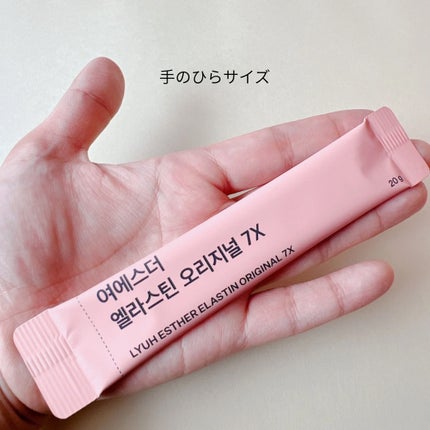 手のひらサイズ
20g
여에스더
엘라스틴 오리지널 7X
LYUH ESTHER ELASTIN ORIGINAL 7X